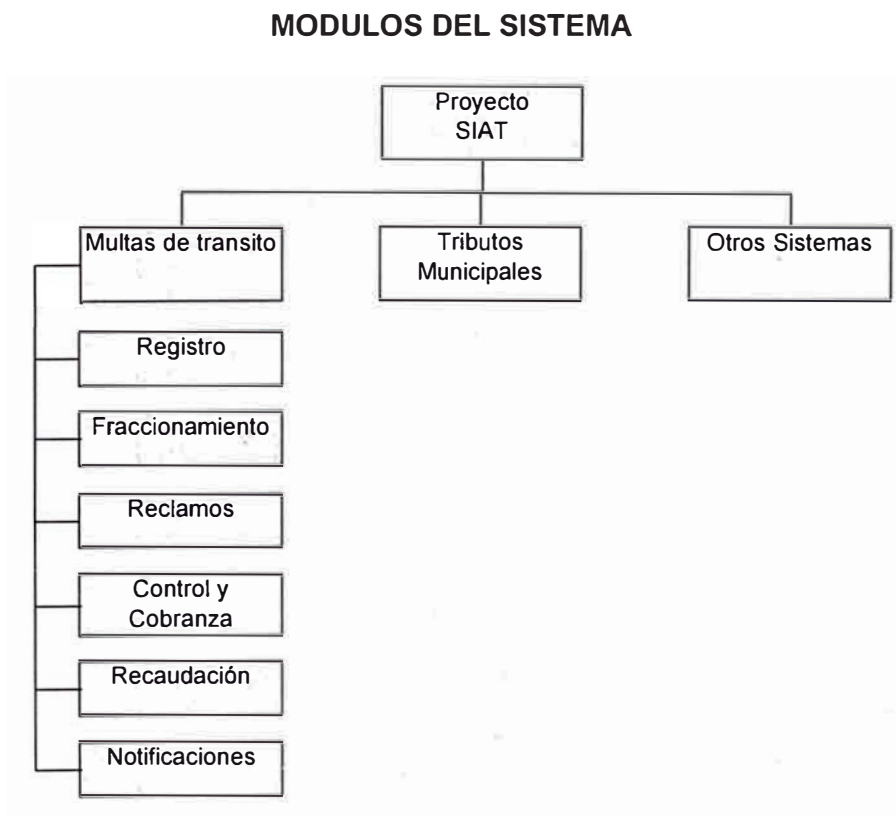 MODULOS DEL SISTEMA
Proyecto
SIAT
Multas de transito
Tributos
Municipales
Otros Sistemas
Registro
Fraccionamiento
Reclamos
Control y
Cobranza
Recaudación
Notificaciones